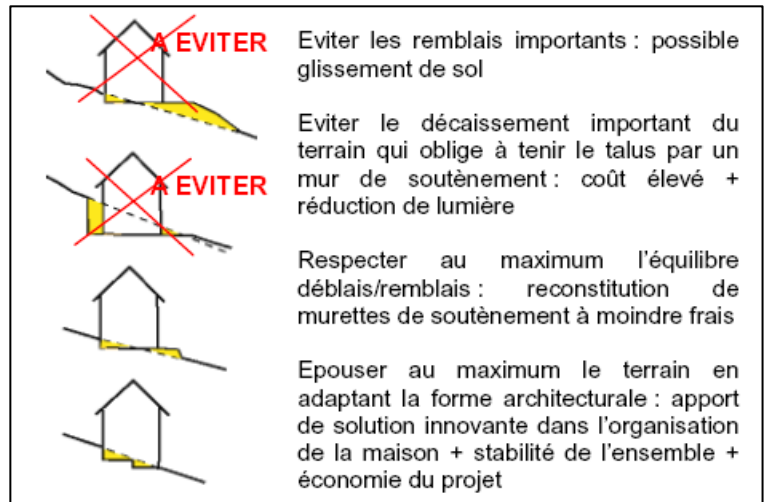 A EVITER
Eviter les remblais importants : possible
glissement de sol
A EVITER
Eviter le décaissement important du
terrain qui oblige à tenir le talus par un
mur de soutènement : coût élevé +
réduction de lumière
Respecter au maximum l'équilibre
déblais/remblais : reconstitution de
murettes de soutènement à moindre frais
Epouser au maximum le terrain en
adaptant la forme architecturale : apport
de solution innovante dans l'organisation
de la maison + stabilité de l'ensemble +
économie du projet